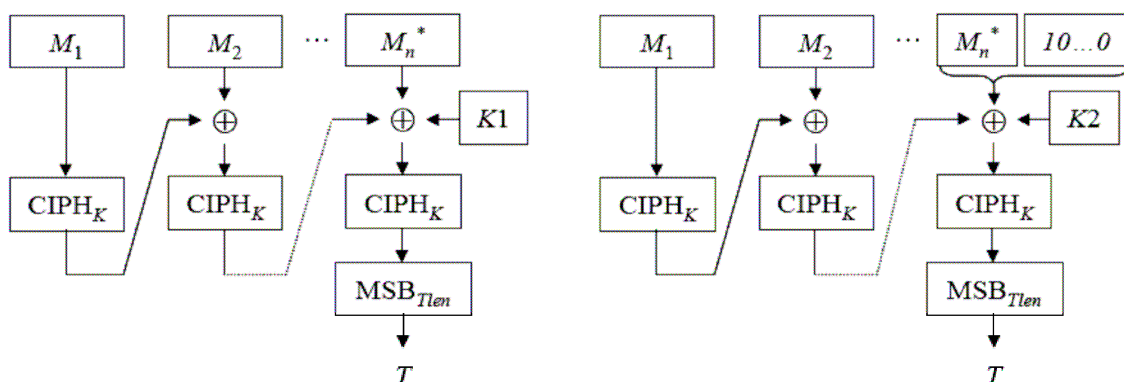 M1 M2 ... Mn* M1 M2 ... Mn* 10...0
⊕ ⊕ K1 ⊕ ⊕ K2
CIPHK CIPHK CIPHK CIPHK CIPHK CIPHK
MSBTlen MSBTlen
T T